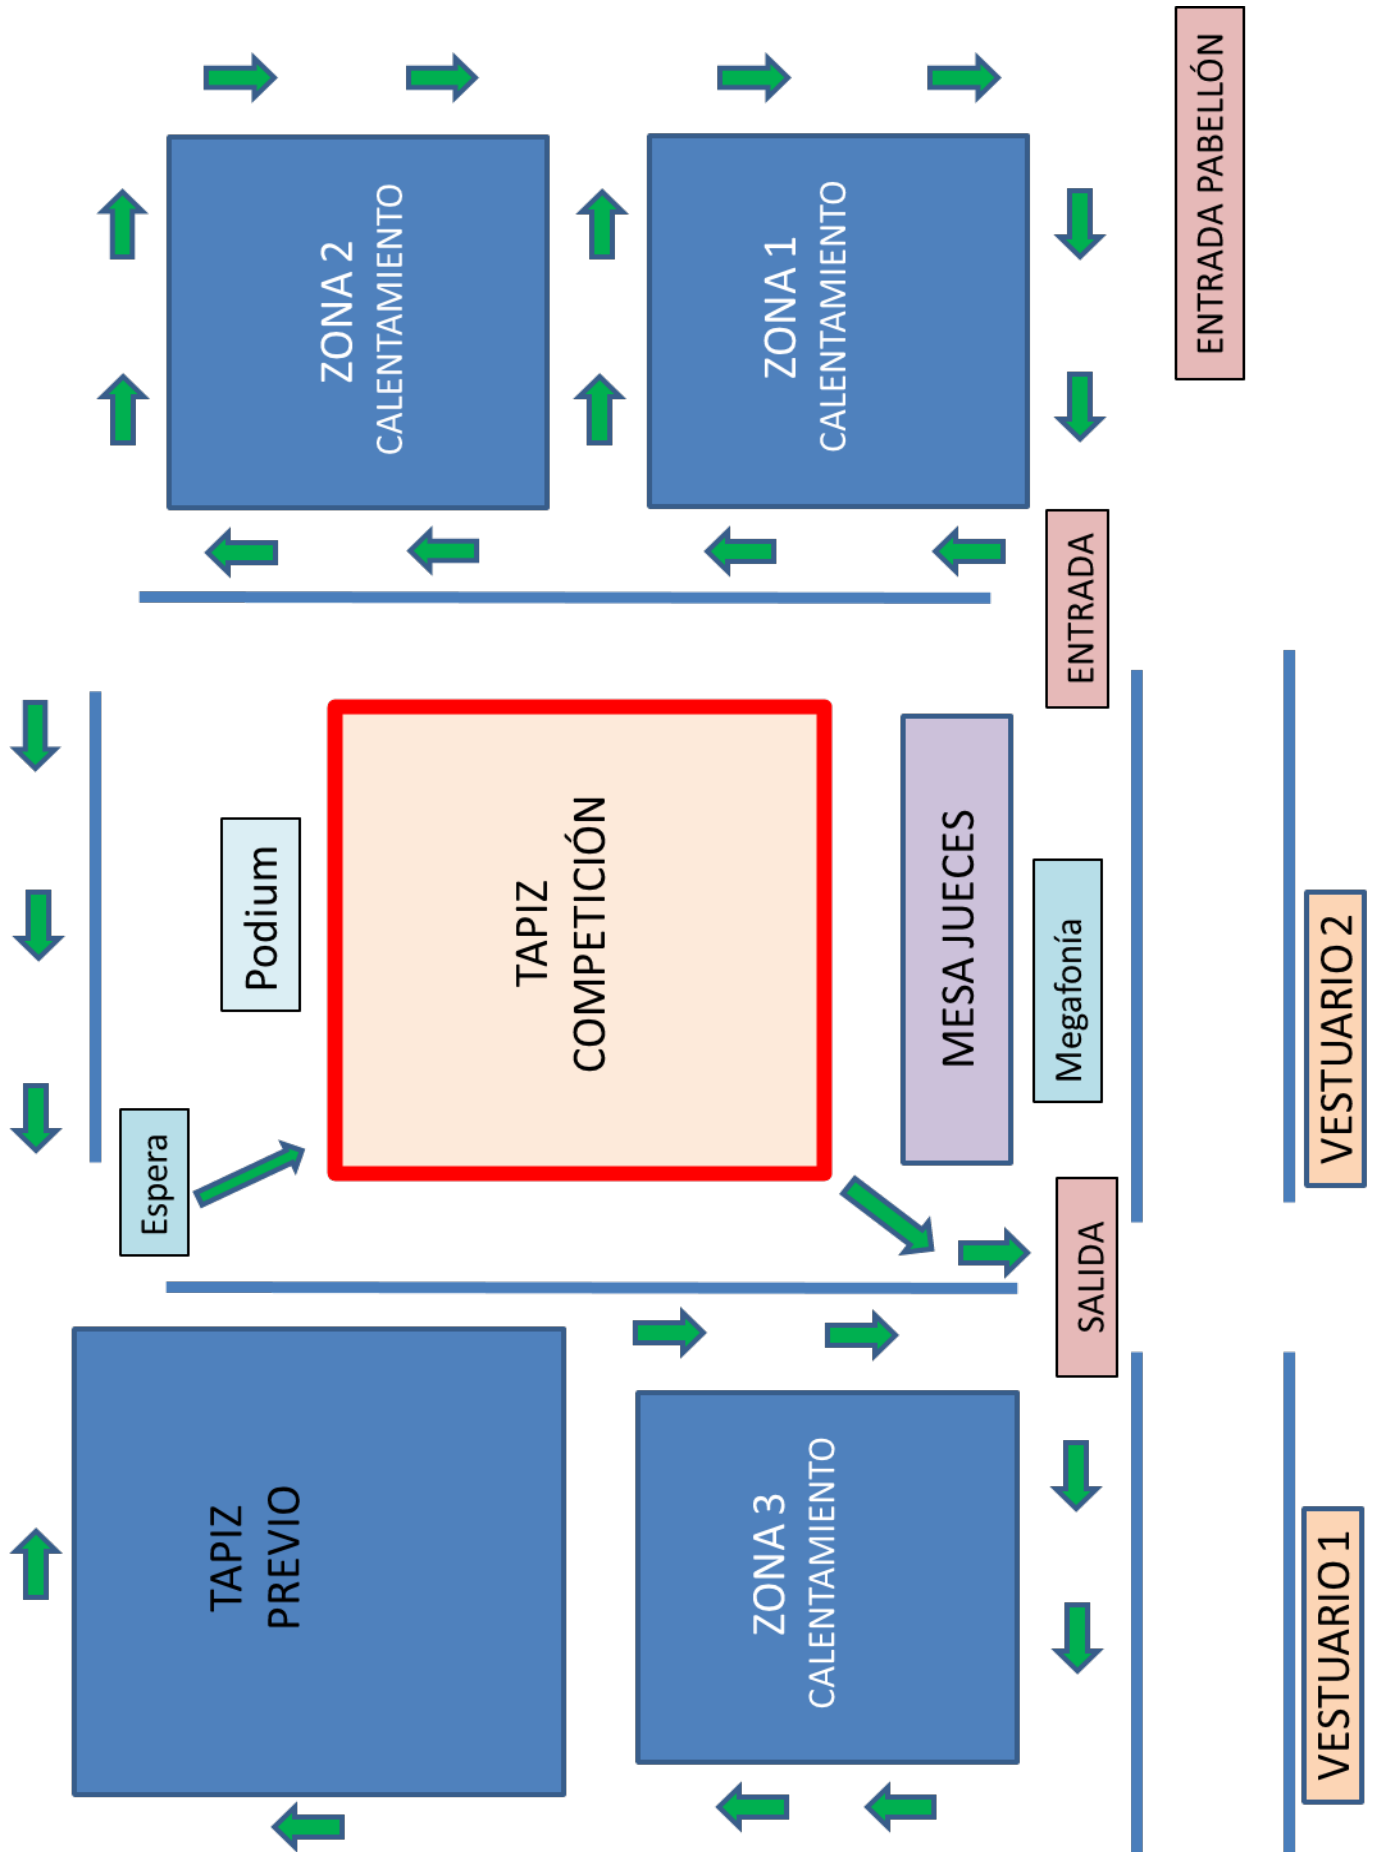 TAPIZ
PREVIO
Espera
Podium
ZONA 2
CALENTAMIENTO
TAPIZ
COMPETICIÓN
ZONA 3
CALENTAMIENTO
ZONA 1
CALENTAMIENTO
MESA JUECES
SALIDA
Megafonía
ENTRADA
ENTRADA PABELLÓN
VESTUARIO 1
VESTUARIO 2